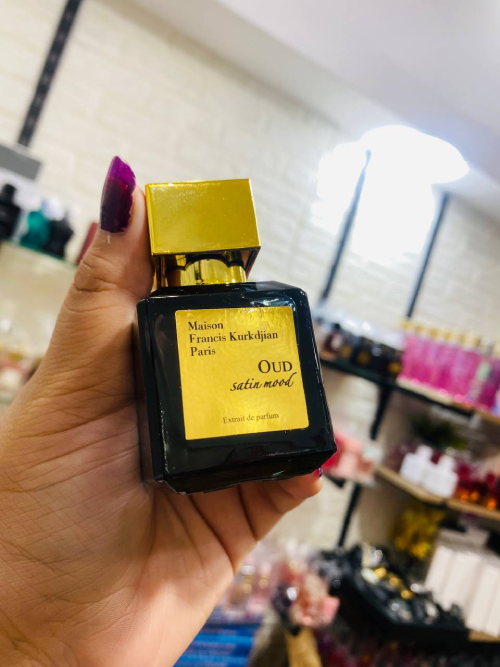 Maison
Francis Kurkdjian
Paris
OUD
satin mood
Extrait de parfum